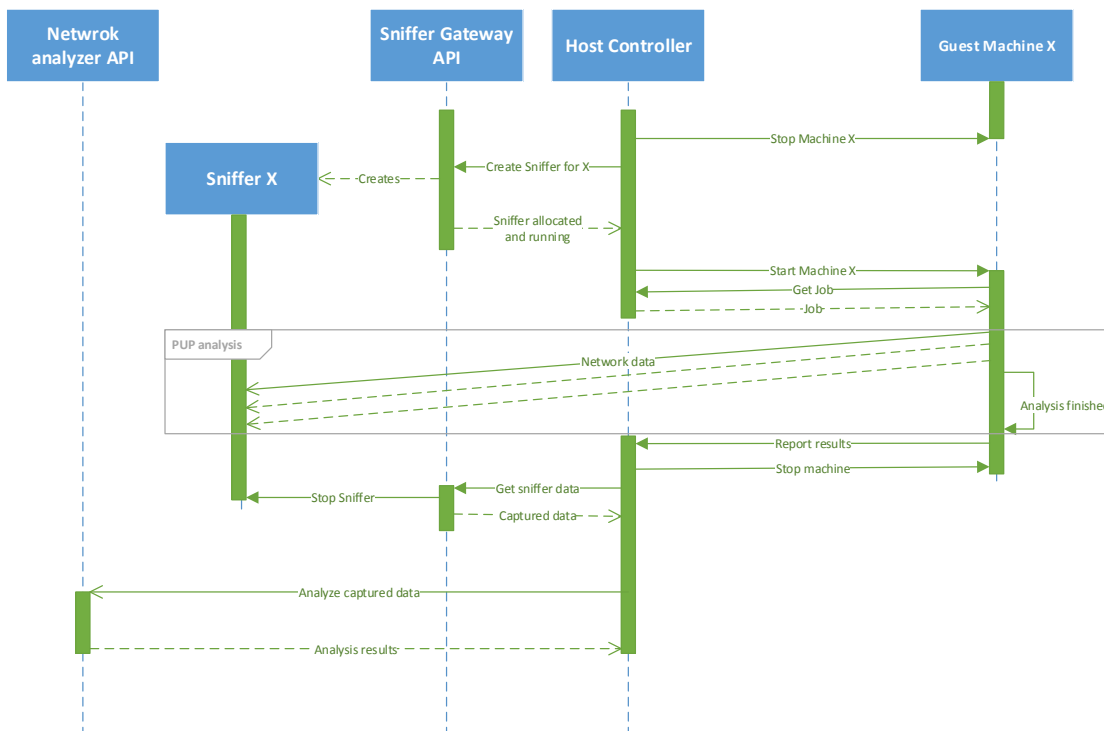 Netwrok
analyzer API
Sniffer Gateway
API
Host Controller
Guest Machine X
Stop Machine X
Create Sniffer for X
Creates
Sniffer X
Sniffer allocated
and running
Start Machine X
Get Job
Job
PUP analysis
Network data
Analysis finished
Report results
Stop machine
Get sniffer data
Stop Sniffer
Captured data
Analyze captured data
Analysis results